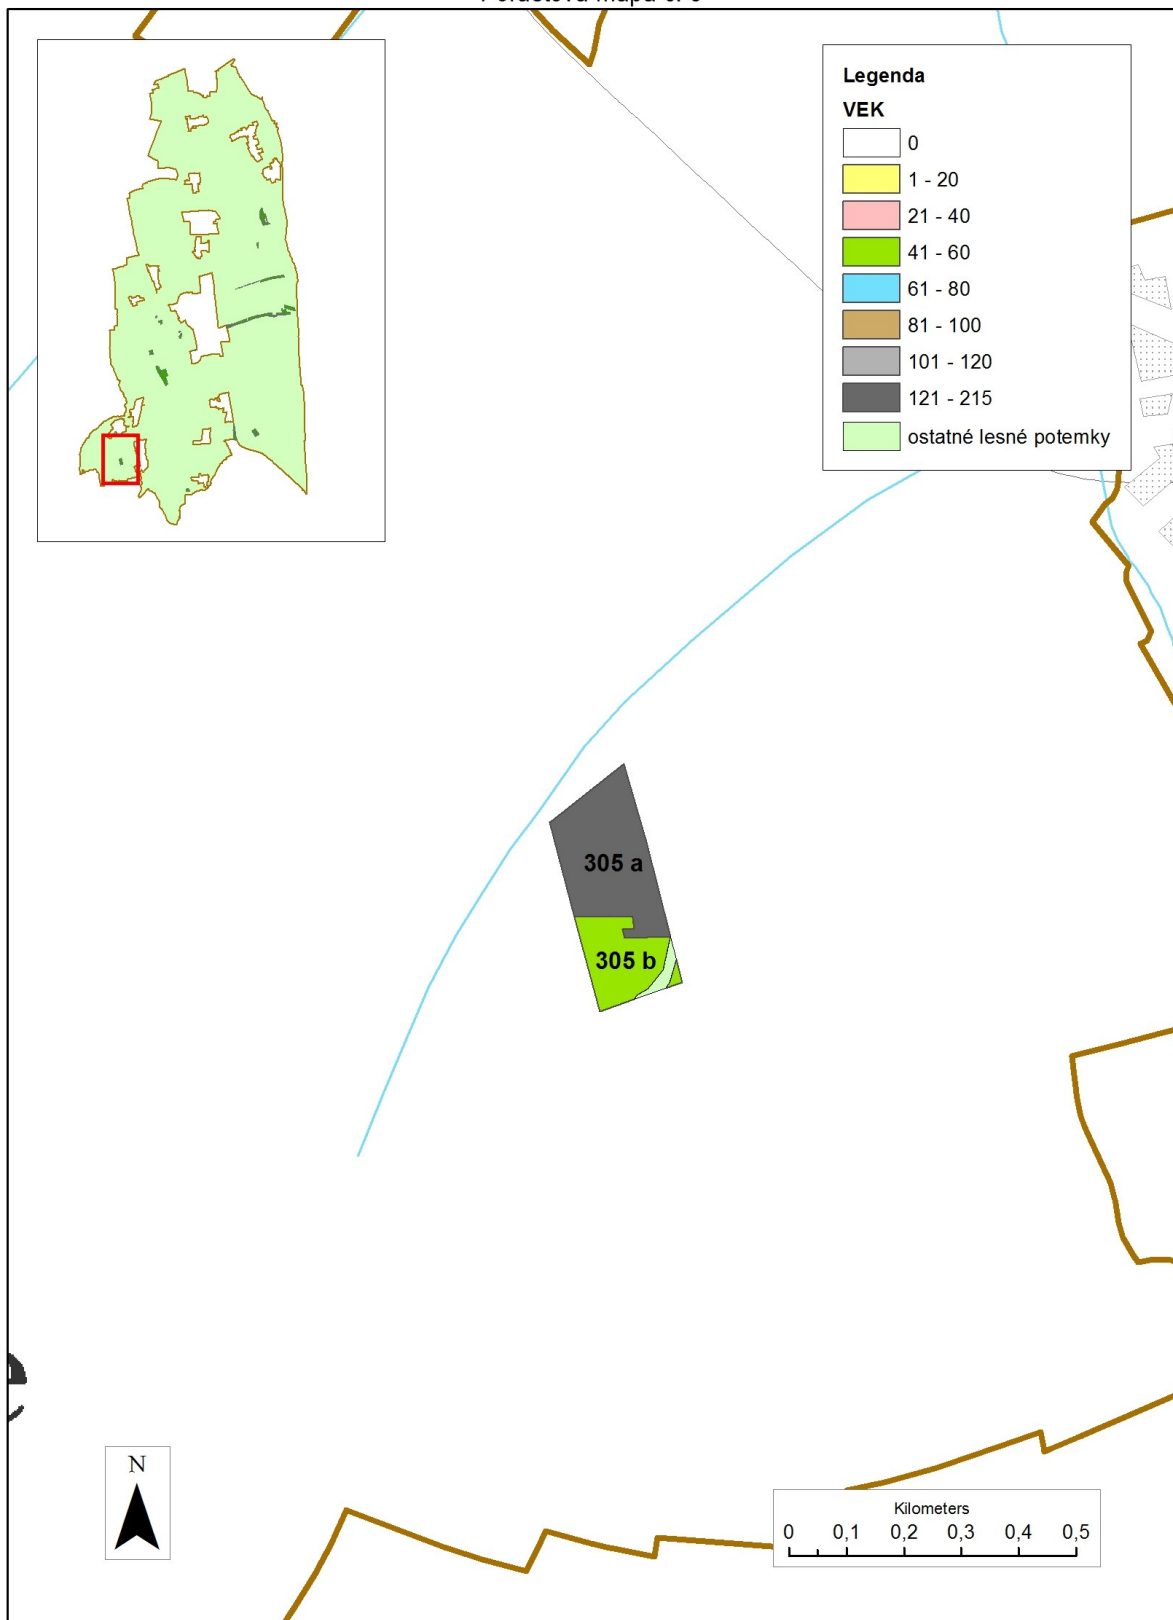 Legenda
VEK
0
1 - 20
21 - 40
41 - 60
61 - 80
81 - 100
101 - 120
121 - 215
ostatné lesné potemky
305 a
305 b
N
Kilometers
0 0,1 0,2 0,3 0,4 0,5